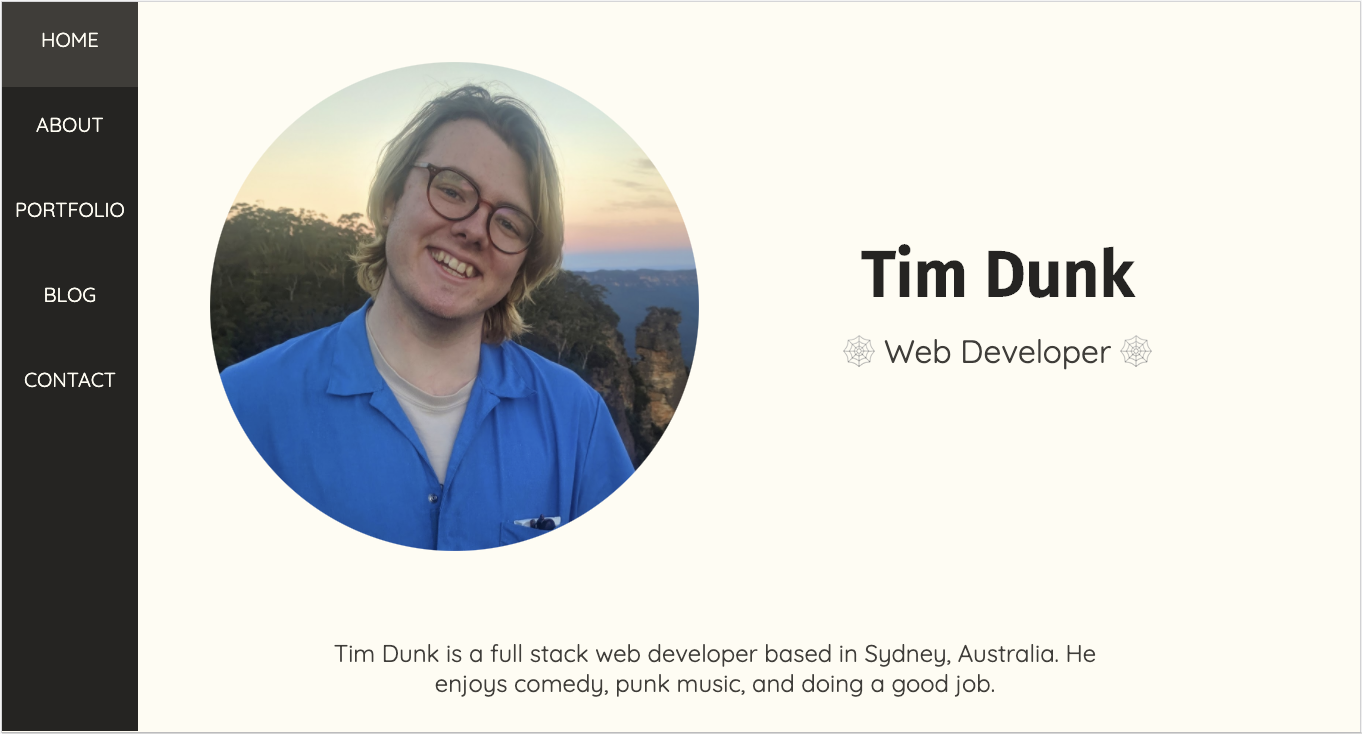 HOME
ABOUT
PORTFOLIO
BLOG
CONTACT
Tim Dunk
🕸 Web Developer 🕸
Tim Dunk is a full stack web developer based in Sydney, Australia. He
enjoys comedy, punk music, and doing a good job.